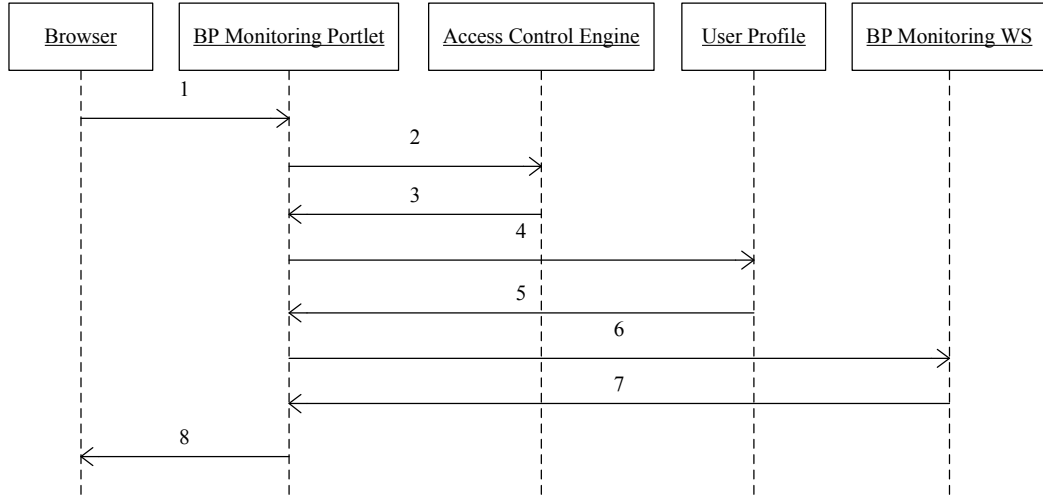 Browser
BP Monitoring Portlet
Access Control Engine
User Profile
BP Monitoring WS
1
2
3
4
5
6
7
8